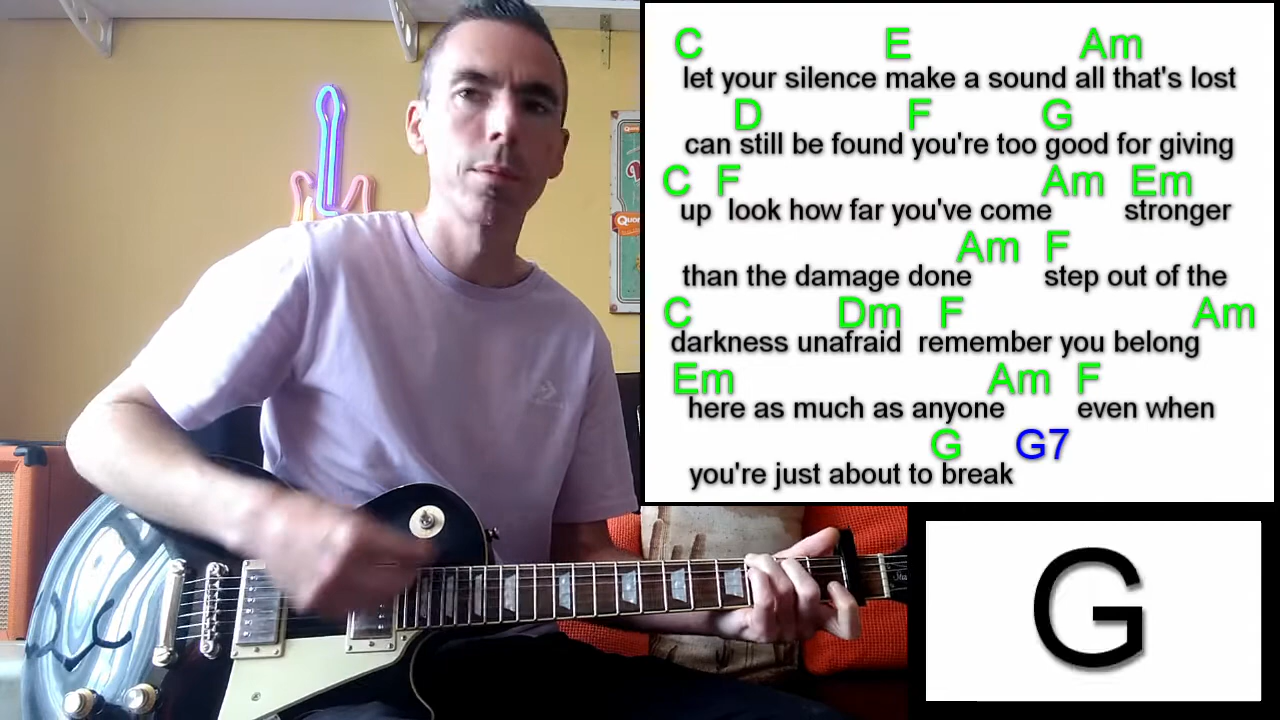 C E Am
let your silence make a sound all that's lost
D F G
can still be found you're too good for giving
C F Am Em
up look how far you've come stronger
Am F
than the damage done step out of the
C Dm F Am
darkness unafraid remember you belong
Em Am F
here as much as anyone even when
G G7
you're just about to break
G